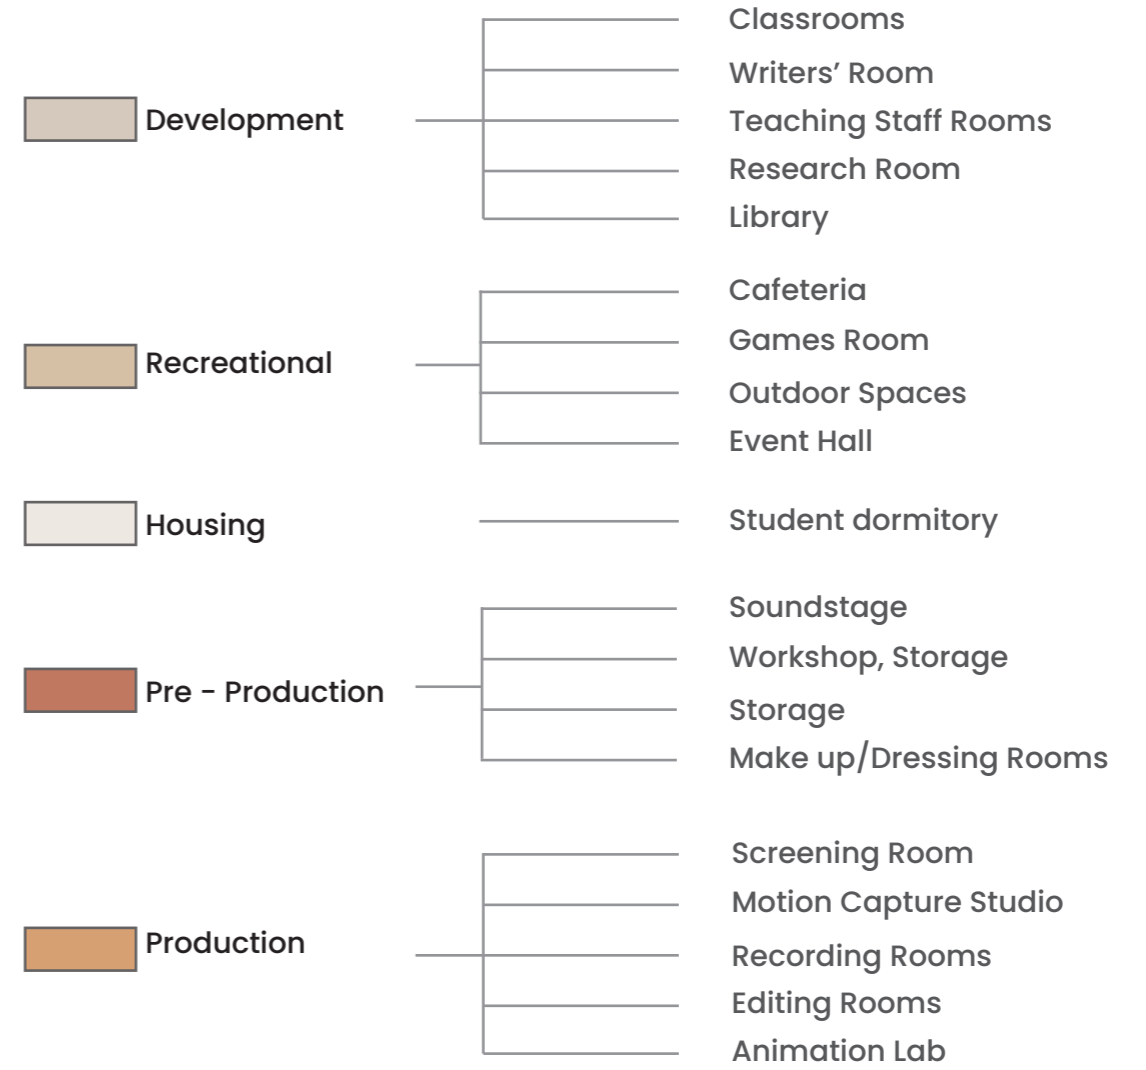 Development
Classrooms
Writers’ Room
Teaching Staff Rooms
Research Room
Library
Recreational
Cafeteria
Games Room
Outdoor Spaces
Event Hall
Housing
Student dormitory
Pre - Production
Soundstage
Workshop, Storage
Storage
Make up/Dressing Rooms
Production
Screening Room
Motion Capture Studio
Recording Rooms
Editing Rooms
Animation Lab